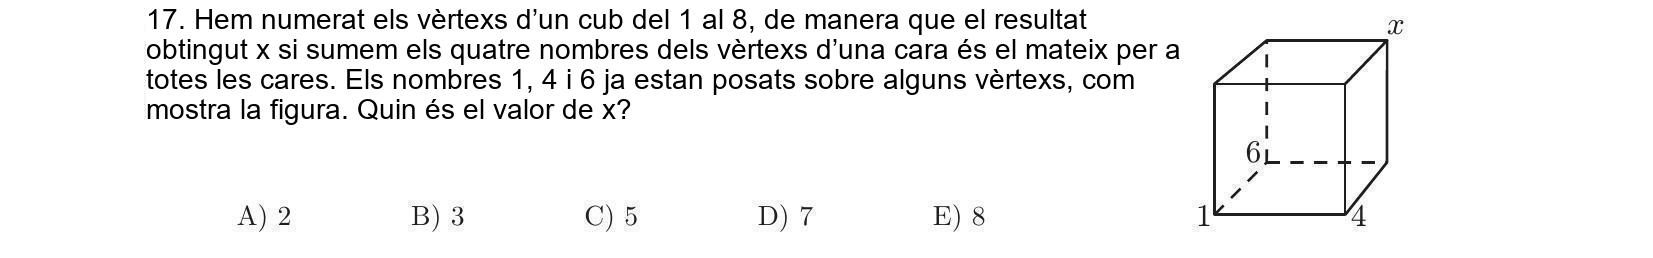 17. Hem numerat els vèrtexs d’un cub del 1 al 8, de manera que el resultat
obtingut x si sumem els quatre nombres dels vèrtexs d’una cara és el mateix per a
totes les cares. Els nombres 1, 4 i 6 ja estan posats sobre alguns vèrtexs, com
mostra la figura. Quin és el valor de x?
A) 2 B) 3 C) 5 D) 7 E) 8
x
6
1 4